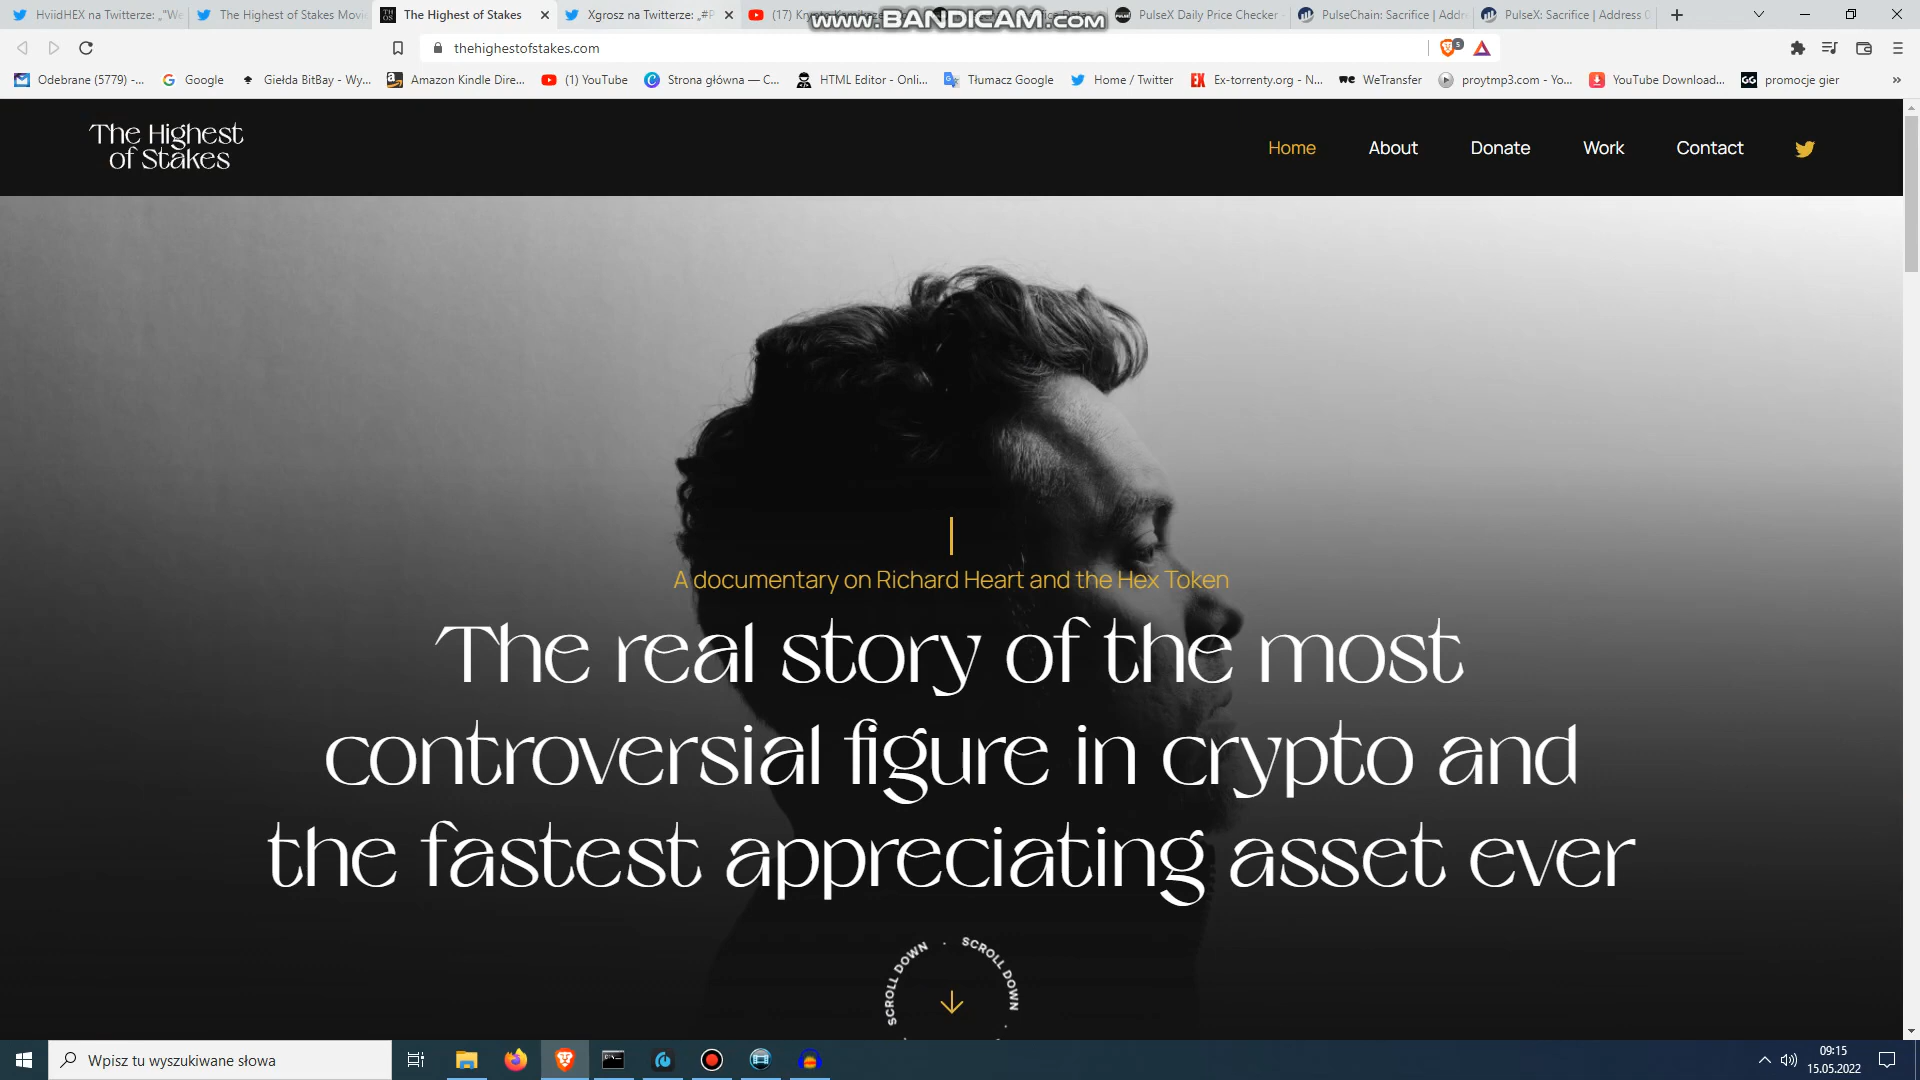 HviidHEX na Twitterze: „"We
The Highest of Stakes Movi
The Highest of Stakes
Xgrosz na Twitterze: „#P
(17)
www.BANDICAM.com
PulseX Daily Price Checker -
PulseChain: Sacrifice | Addr
PulseX: Sacrifice | Address
thehighestofstakes.com
5
Odebrane (5779) -...
Google
Giełda BitBay - Wy...
Amazon Kindle Dire...
(1) YouTube
Strona główna — C...
HTML Editor - Onli...
Tłumacz Google
Home / Twitter
Ex-torrenty.org - N...
WeTransfer
proytmp3.com - Yo...
YouTube Download...
promocje gier
»
The Highest
of Stakes
Home
About
Donate
Work
Contact
A documentary on Richard Heart and the Hex Token
The real story of the most
controversial figure in crypto and
the fastest appreciating asset ever
SCROLL DOWN · SCROLL DOWN ·
Wpisz tu wyszukiwane słowa
09:15
15.05.2022